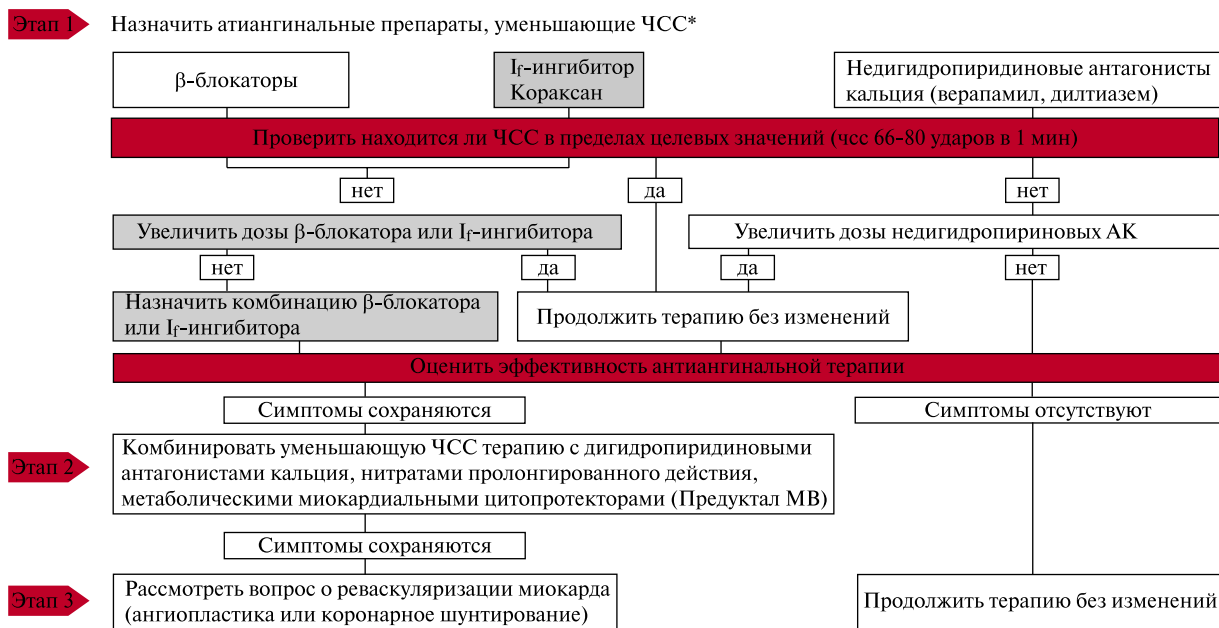 Этап 1
Назначить атиангинальные препараты, уменьшающие ЧСС*
β-блокаторы
If-ингибитор
Кораксан
Недигидропиридиновые антагонисты
кальция (верапамил, дилтиазем)
Проверить находится ли ЧСС в пределах целевых значений (чсс 66-80 ударов в 1 мин)
нет
да
нет
Увеличить дозы β-блокатора или If-ингибитора
Увеличить дозы недигидропириновых АК
нет
да
да
нет
Назначить комбинацию β-блокатора
или If-ингибитора
Продолжить терапию без изменений
Оценить эффективность антиангинальной терапии
Симптомы сохраняются
Симптомы отсутствуют
Этап 2
Комбинировать уменьшающую ЧСС терапию с дигидропиридиновыми
антагонистами кальция, нитратами пролонгированного действия,
метаболическими миокардиальными цитопротекторами (Предуктал МВ)
Симптомы сохраняются
Этап 3
Рассмотреть вопрос о реваскуляризации миокарда
(ангиопластика или коронарное шунтирование)
Продолжить терапию без изменений